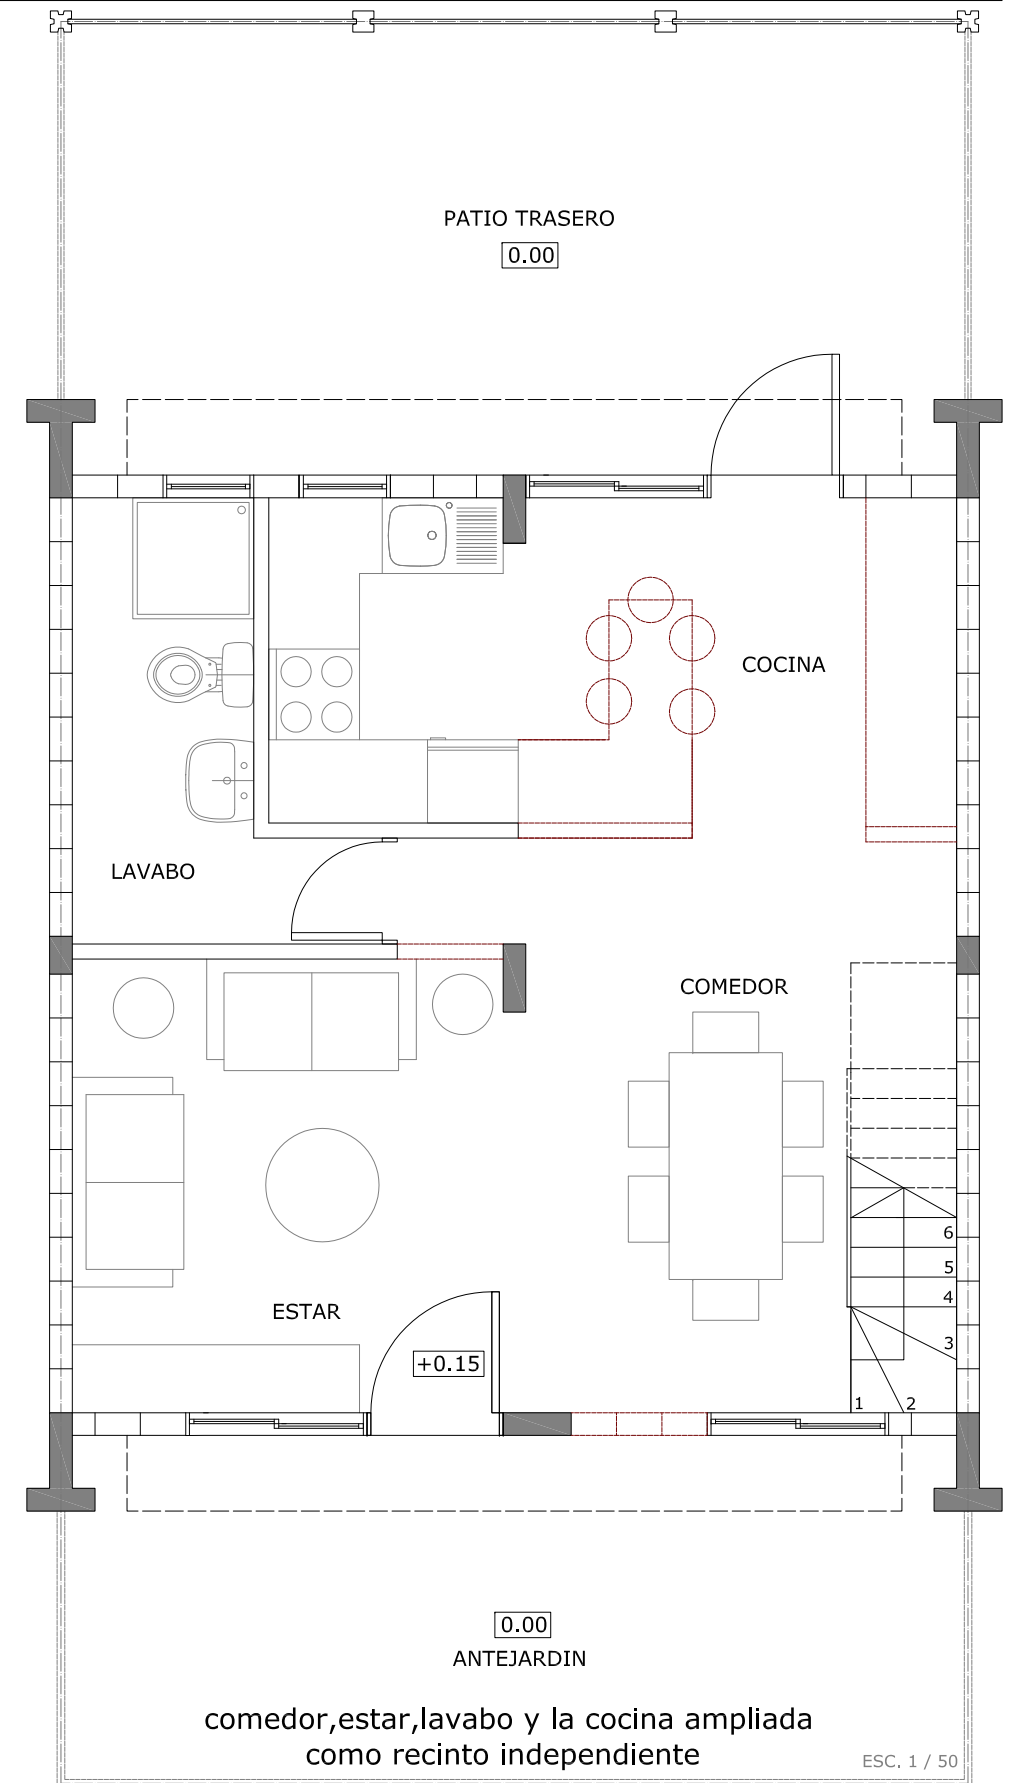 PATIO TRASERO
0.00
COCINA
LAVABO
COMEDOR
6
5
4
ESTAR
3
+0.15
1
2
0.00
ANTEJARDIN
comedor,estar,lavabo y la cocina ampliada
como recinto independiente
ESC. 1 / 50